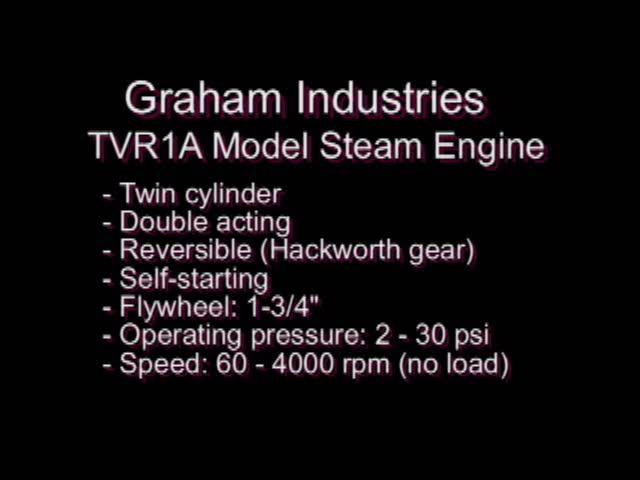 Graham Industries
TVR1A Model Steam Engine
- Twin cylinder
- Double acting
- Reversible (Hackworth gear)
- Self-starting
- Flywheel: 1-3/4"
- Operating pressure: 2 - 30 psi
- Speed: 60 - 4000 rpm (no load)